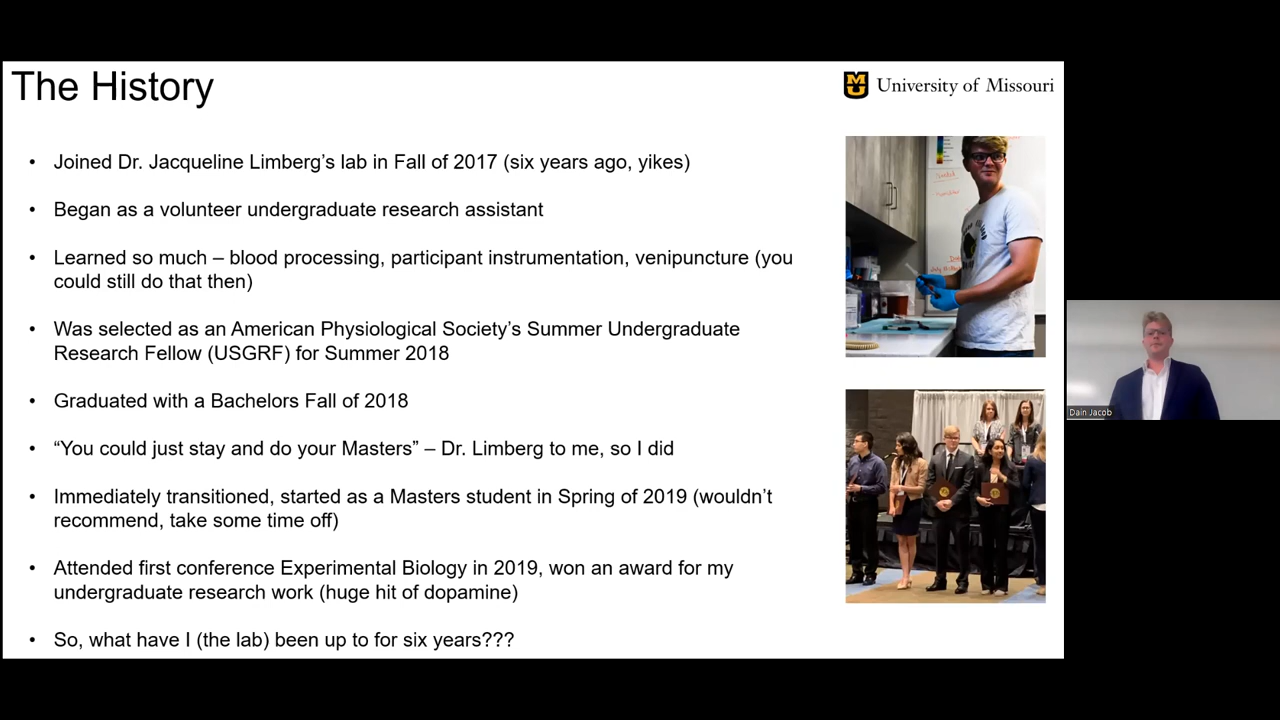 The History
MU University of Missouri
• Joined Dr. Jacqueline Limberg’s lab in Fall of 2017 (six years ago, yikes)
• Began as a volunteer undergraduate research assistant
• Learned so much – blood processing, participant instrumentation, venipuncture (you
could still do that then)
• Was selected as an American Physiological Society’s Summer Undergraduate
Research Fellow (USGRF) for Summer 2018
• Graduated with a Bachelors Fall of 2018
• “You could just stay and do your Masters” – Dr. Limberg to me, so I did
• Immediately transitioned, started as a Masters student in Spring of 2019 (wouldn’t
recommend, take some time off)
• Attended first conference Experimental Biology in 2019, won an award for my
undergraduate research work (huge hit of dopamine)
• So, what have I (the lab) been up to for six years???
Dain Jacob